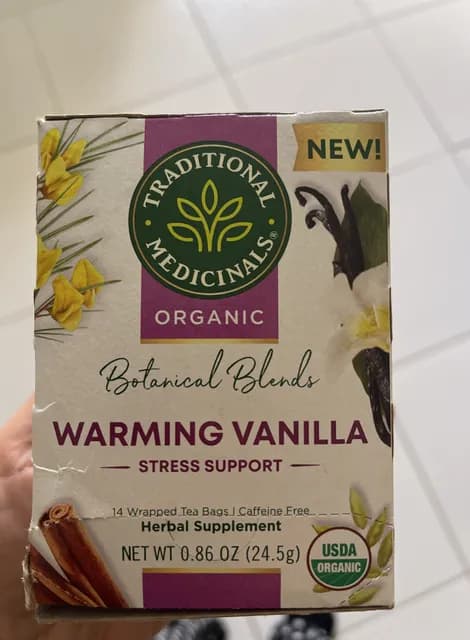 TRADITIONAL
MEDICINALS®
NEW!
ORGANIC
Botanical Blends
WARMING VANILLA
STRESS SUPPORT
14 Wrapped Tea Bags | Caffeine Free
Herbal Supplement
NET WT 0.86 OZ (24.5g)
USDA
ORGANIC